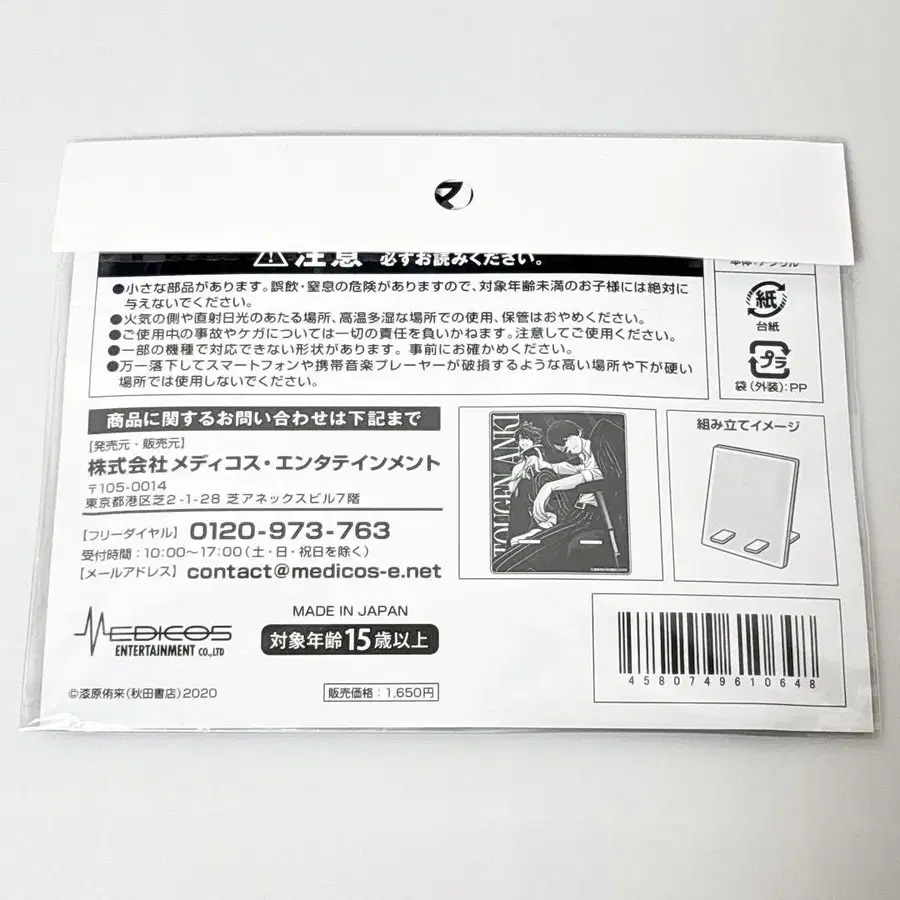 注意 必ずお読みください。
●小さな部品があります。誤飲・窒息の危険がありますので、対象年齢未満のお子様には絶対に
与えないでください。
●火気の側や直射日光のあたる場所、高温多湿な場所での使用、保管はおやめください。
●ご使用中の事故やケガについては一切の責任を負いかねます。注意してご使用ください。
●一部の機種で対応できない形状があります。事前にお確かめください。
●万一落下してスマートフォンや携帯音楽プレーヤーが破損するような高い場所や下が硬い
場所では使用しないでください。
本体:アクリル
紙
台紙
プラ
袋(外装):PP
商品に関するお問い合わせは下記まで
[発売元・販売元]
株式会社メディコス・エンタテインメント
〒105-0014
東京都港区芝2-1-28 芝アネックスビル7階
[フリーダイヤル] 0120-973-763
受付時間:10:00〜17:00(土・日・祝日を除く)
[メールアドレス] contact@medicos-e.net
TOUGEN ANKI
組み立てイメージ
MEDICOS
ENTERTAINMENT CO.,LTD
MADE IN JAPAN
対象年齢15歳以上
©漆原侑来(秋田書店)2020
販売価格:1,650円
4580749610648